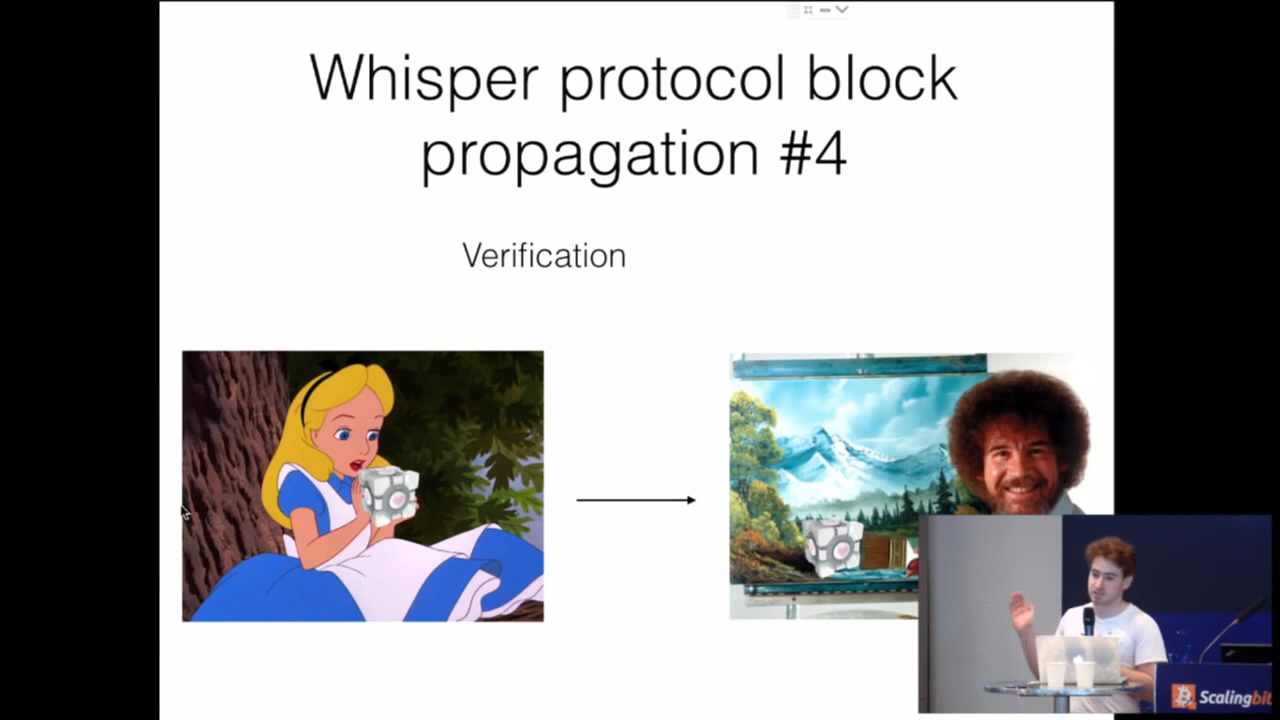 Whisper protocol block
propagation #4
Verification
Scalingbit